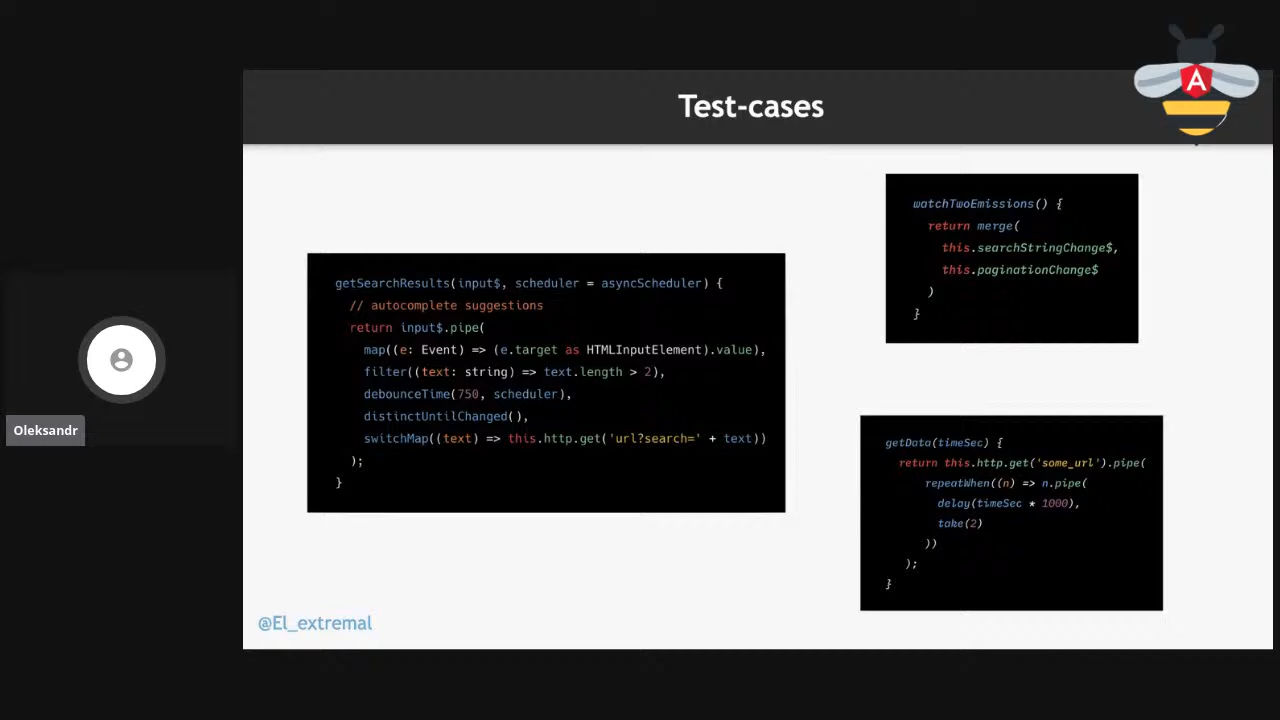 Test-cases
A
getSearchResults(input$, scheduler = asyncScheduler) {
// autocomplete suggestions
return input$.pipe(
map((e: Event) => (e.target as HTMLInputElement).value),
filter((text: string) => text.length > 2),
debounceTime(750, scheduler),
distinctUntilChanged(),
switchMap((text) => this.http.get('url?search=' + text))
);
}
watchTwoEmissions() {
return merge(
this.searchStringChange$,
this.paginationChange$
)
}
getData(timeSec) {
return this.http.get('some_url').pipe(
repeatWhen((n) => n.pipe(
delay(timeSec * 1000),
take(2)
))
);
}
Oleksandr
@El_extremal